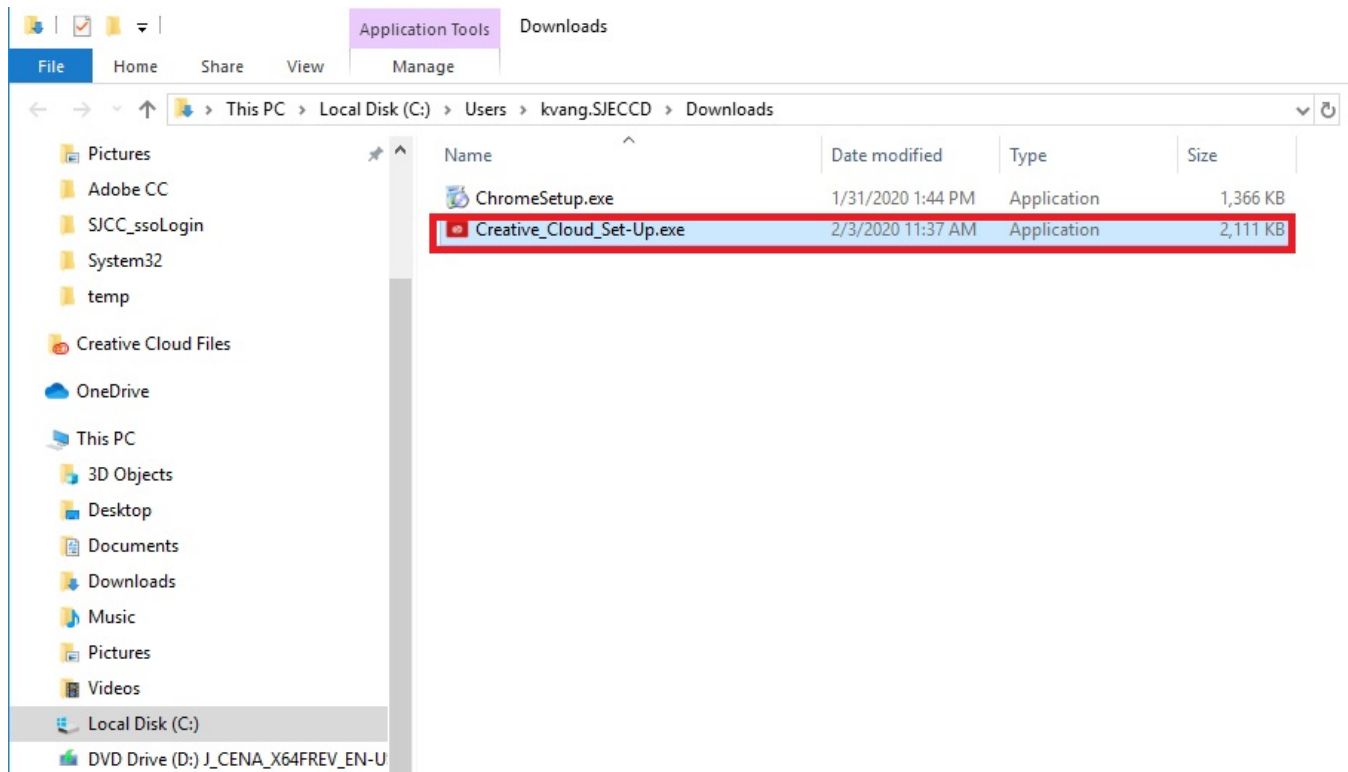 Application Tools Downloads
File Home Share View Manage
This PC > Local Disk (C:) > Users > kvang.SJECCD > Downloads
Pictures
Adobe CC
SJCC_ssoLogin
System32
temp
Creative Cloud Files
OneDrive
This PC
3D Objects
Desktop
Documents
Downloads
Music
Pictures
Videos
Local Disk (C:)
DVD Drive (D:) J_CENA_X64FREV_EN-U
Name Date modified Type Size
ChromeSetup.exe 1/31/2020 1:44 PM Application 1,366 KB
Creative_Cloud_Set-Up.exe 2/3/2020 11:37 AM Application 2,111 KB